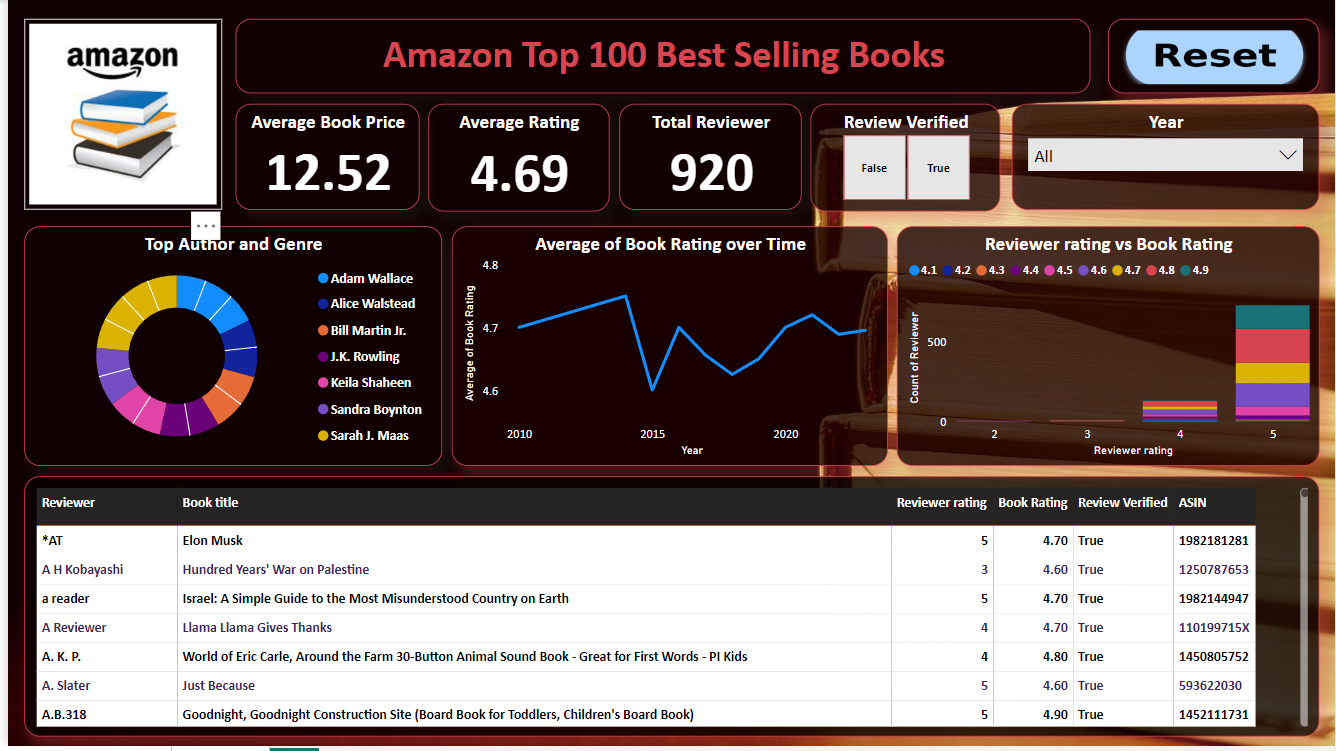 amazon
Amazon Top 100 Best Selling Books
Reset
Average Book Price
12.52
Average Rating
4.69
Total Reviewer
920
Review Verified
False
True
Year
All
Top Author and Genre
Adam Wallace
Alice Walstead
Bill Martin Jr.
J.K. Rowling
Keila Shaheen
Sandra Boynton
Sarah J. Maas
Average of Book Rating over Time
Average of Book Rating
4.8
4.7
4.6
2010 2015 2020
Year
Reviewer rating vs Book Rating
4.1 4.2 4.3 4.4 4.5 4.6 4.7 4.8 4.9
Count of Reviewer
500
0
2 3 4 5
Reviewer rating
Reviewer Book title Reviewer rating Book Rating Review Verified ASIN
*AT Elon Musk 5 4.70 True 1982181281
A H Kobayashi Hundred Years' War on Palestine 3 4.60 True 1250787653
a reader Israel: A Simple Guide to the Most Misunderstood Country on Earth 5 4.70 True 1982144947
A Reviewer Llama Llama Gives Thanks 4 4.70 True 110199715X
A. K. P. World of Eric Carle, Around the Farm 30-Button Animal Sound Book - Great for First Words - PI Kids 4 4.80 True 1450805752
A. Slater Just Because 5 4.60 True 593622030
A.B.318 Goodnight, Goodnight Construction Site (Board Book for Toddlers, Children's Board Book) 5 4.90 True 1452111731